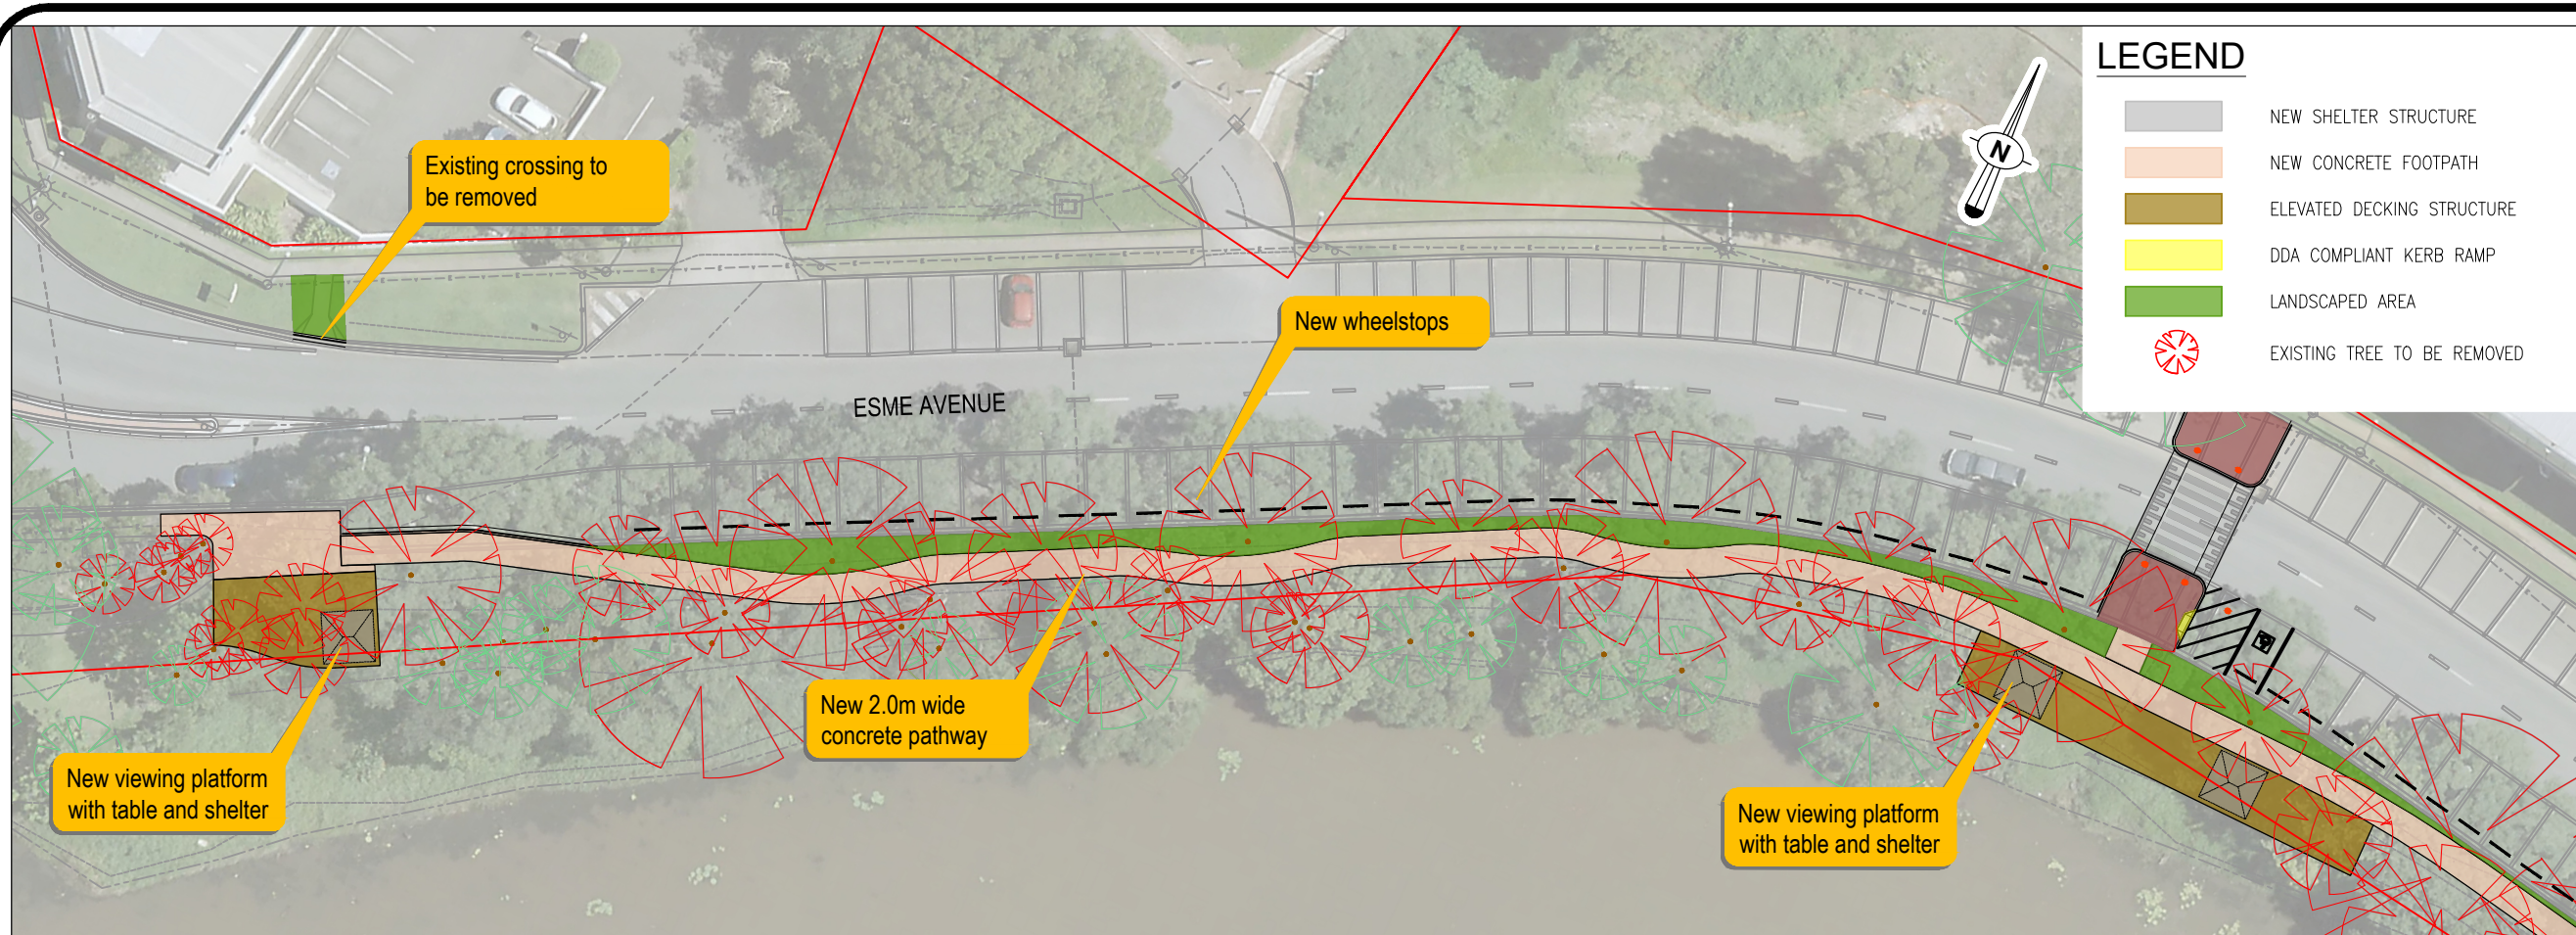 Existing crossing to
be removed
N
LEGEND
NEW SHELTER STRUCTURE
NEW CONCRETE FOOTPATH
ELEVATED DECKING STRUCTURE
DDA COMPLIANT KERB RAMP
LANDSCAPED AREA
EXISTING TREE TO BE REMOVED
New wheelstops
ESME AVENUE
New 2.0m wide
concrete pathway
New viewing platform
with table and shelter
New viewing platform
with table and shelter